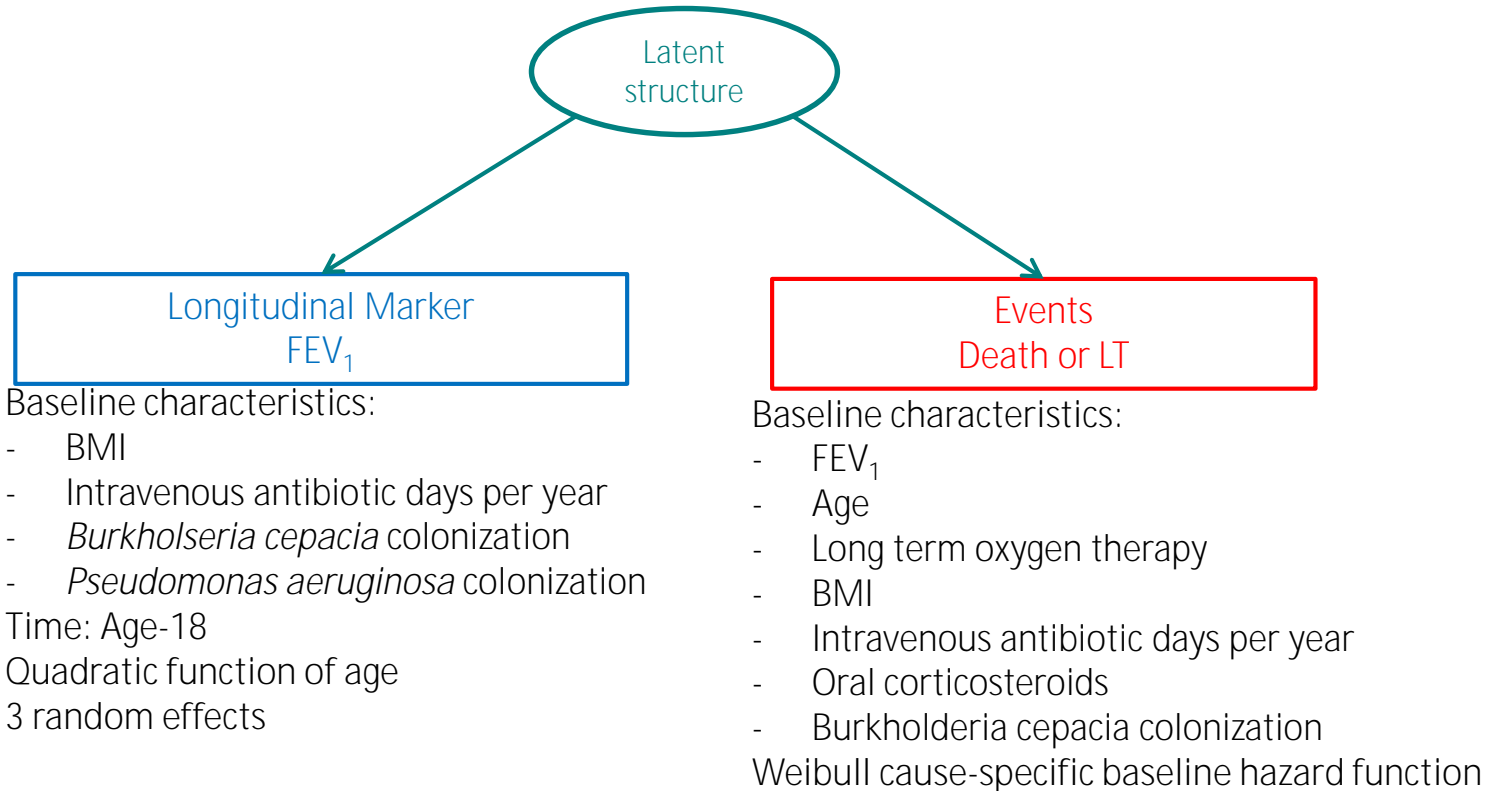 Latent
structure
Longitudinal Marker
FEV₁
Baseline characteristics:
- BMI
- Intravenous antibiotic days per year
- Burkholseria cepacia colonization
- Pseudomonas aeruginosa colonization
Time: Age-18
Quadratic function of age
3 random effects
Events
Death or LT
Baseline characteristics:
- FEV₁
- Age
- Long term oxygen therapy
- BMI
- Intravenous antibiotic days per year
- Oral corticosteroids
- Burkholderia cepacia colonization
Weibull cause-specific baseline hazard function